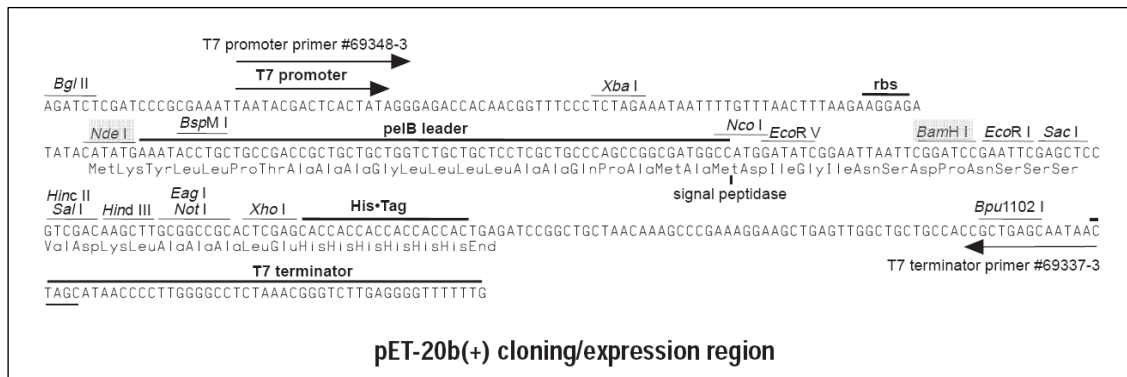 T7 promoter primer #69348-3
Bgl II T7 promoter Xba I rbs
AGATCTCGATCCCGCGAAATTAATACGACTCACTATAGGGAGACCACAACGGTTTCCCTCTAGAAATAATTTTGTTTAACTTTAAGAAGGAGA
Nde I BspM I pelB leader Nco I EcoR V BamH I EcoR I Sac I
TATACATATGAAATACCTGCTGCCGACCGCTGCTGCTGGTCTGCTGCTCCTCGCTGCCCAGCCGGCGATGGCCATGGATATCGGAATTAATTCGGATCCGAATTCGAGCTCC
MetLysTyrLeuLeuProThrAlaAlaAlaGlyLeuLeuLeuLeuAlaAlaGlnProAlaMetAlaMetAspIleGlyIleAsnSerAspProAsnSerSerSer
signal peptidase
Hinc II Eag I
Sal I Hind III Not I Xho I His•Tag Bpu1102 I
GTCGACAAGCTTGCGGCCGCACTCGAGCACCACCACCACCACCACTGAGATCCGGCTGCTAACAAAGCCCGAAAGGAAGCTGAGTTGGCTGCTGCCACCGCTGAGCAATAAC
ValAspLysLeuAlaAlaAlaLeuGluHisHisHisHisHisHisEnd
T7 terminator T7 terminator primer #69337-3
TAGCATAACCCCTTGGGGCCTCTAAACGGGTCTTGAGGGGTTTTTTG
pET-20b(+) cloning/expression region